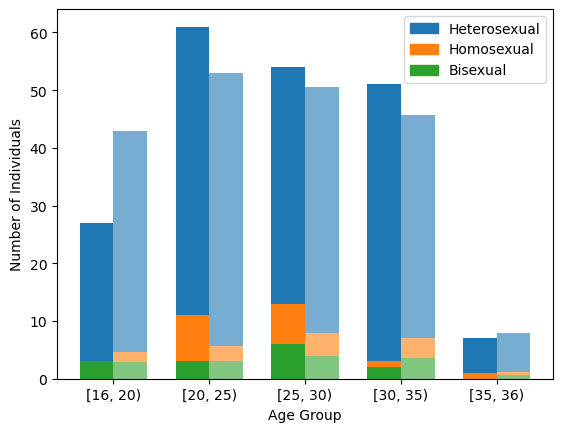 Heterosexual
Homosexual
Bisexual
Number of Individuals
60
50
40
30
20
10
0
[16, 20)
[20, 25)
[25, 30)
[30, 35)
[35, 36)
Age Group